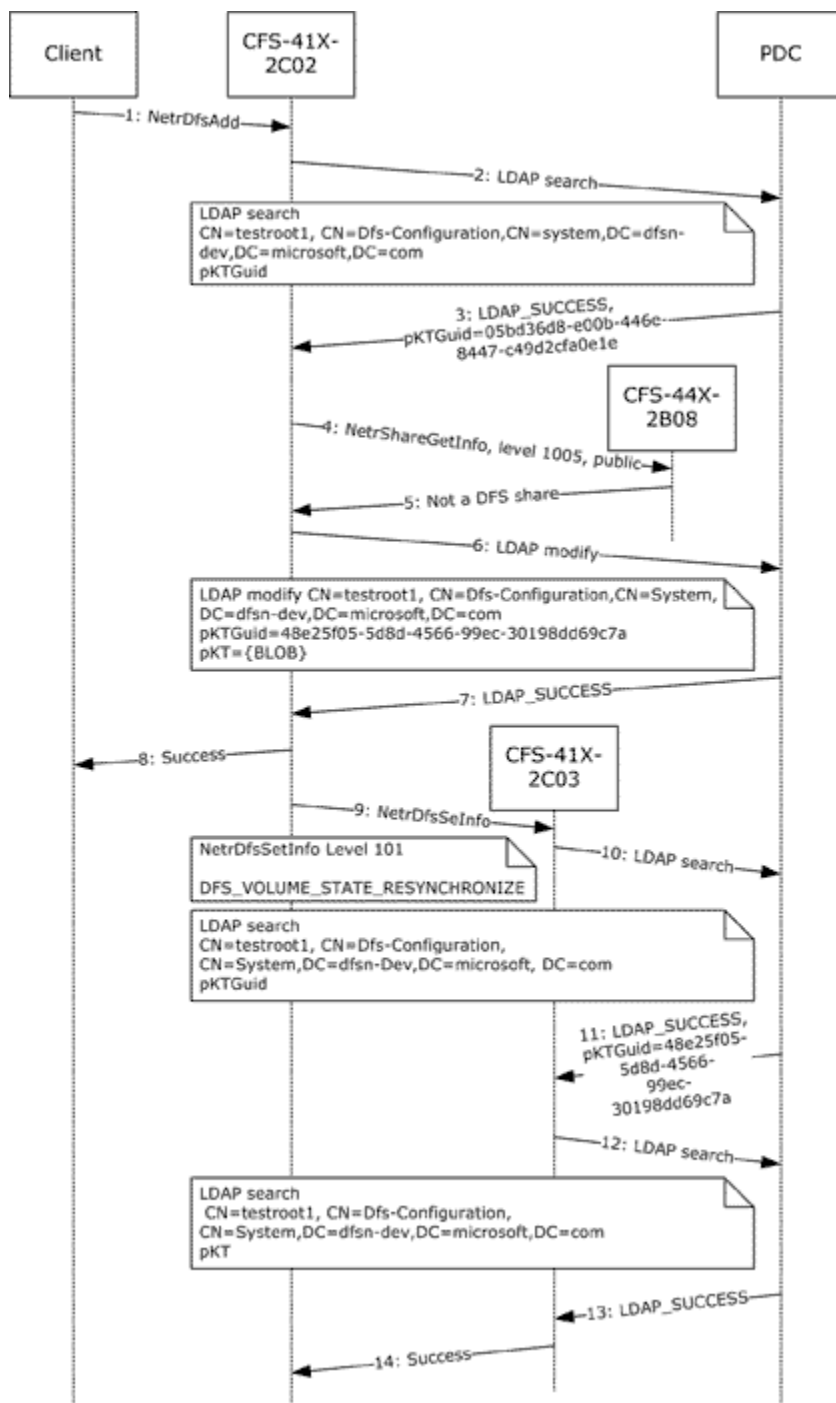 Client
CFS-41X-
2C02
PDC
1: NetrDfsAdd
2: LDAP search
LDAP search
CN=testroot1, CN=Dfs-Configuration,CN=system,DC=dfsn-
dev,DC=microsoft,DC=com
pKTGuid
3: LDAP_SUCCESS,
pKTGuid=05bd36d8-e00b-446c-
8447-c49d2cfa0e1e
CFS-44X-
2B08
4: NetrShareGetInfo, level 1005, public
5: Not a DFS share
6: LDAP modify
LDAP modify CN=testroot1, CN=Dfs-Configuration,CN=System,
DC=dfsn-dev,DC=microsoft,DC=com
pKTGuid=48e25f05-5d8d-4566-99ec-30198dd69c7a
pKT={BLOB}
7: LDAP_SUCCESS
8: Success
CFS-41X-
2C03
9: NetrDfsSeInfo
NetrDfsSetInfo Level 101
DFS_VOLUME_STATE_RESYNCHRONIZE
10: LDAP search
LDAP search
CN=testroot1, CN=Dfs-Configuration,
CN=System,DC=dfsn-Dev,DC=microsoft, DC=com
pKTGuid
11: LDAP_SUCCESS,
pKTGuid=48e25f05-
5d8d-4566-
99ec-
30198dd69c7a
12: LDAP search
LDAP search
CN=testroot1, CN=Dfs-Configuration,
CN=System,DC=dfsn-dev,DC=microsoft,DC=com
pKT
13: LDAP_SUCCESS
14: Success